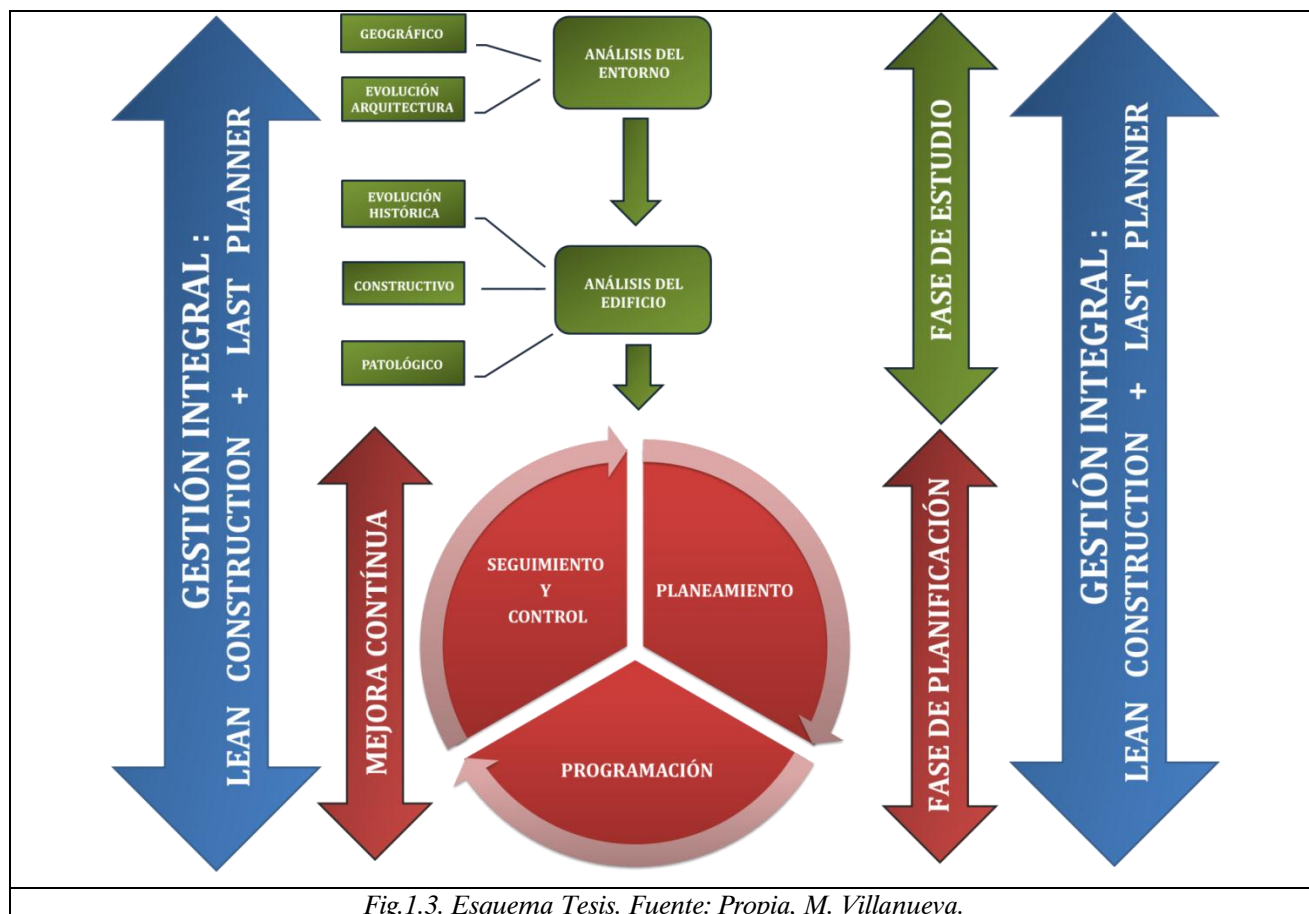 GESTIÓN INTEGRAL :
LEAN CONSTRUCTION + LAST PLANNER
GEOGRÁFICO
EVOLUCIÓN
ARQUITECTURA
ANÁLISIS DEL
ENTORNO
EVOLUCIÓN
HISTÓRICA
CONSTRUCTIVO
PATOLÓGICO
ANÁLISIS DEL
EDIFICIO
FASE DE ESTUDIO
MEJORA CONTÍNUA
SEGUIMIENTO
Y
CONTROL
PLANEAMIENTO
PROGRAMACIÓN
FASE DE PLANIFICACIÓN
GESTIÓN INTEGRAL :
LEAN CONSTRUCTION + LAST PLANNER
Fig.1.3. Esquema Tesis. Fuente: Propia, M. Villanueva.